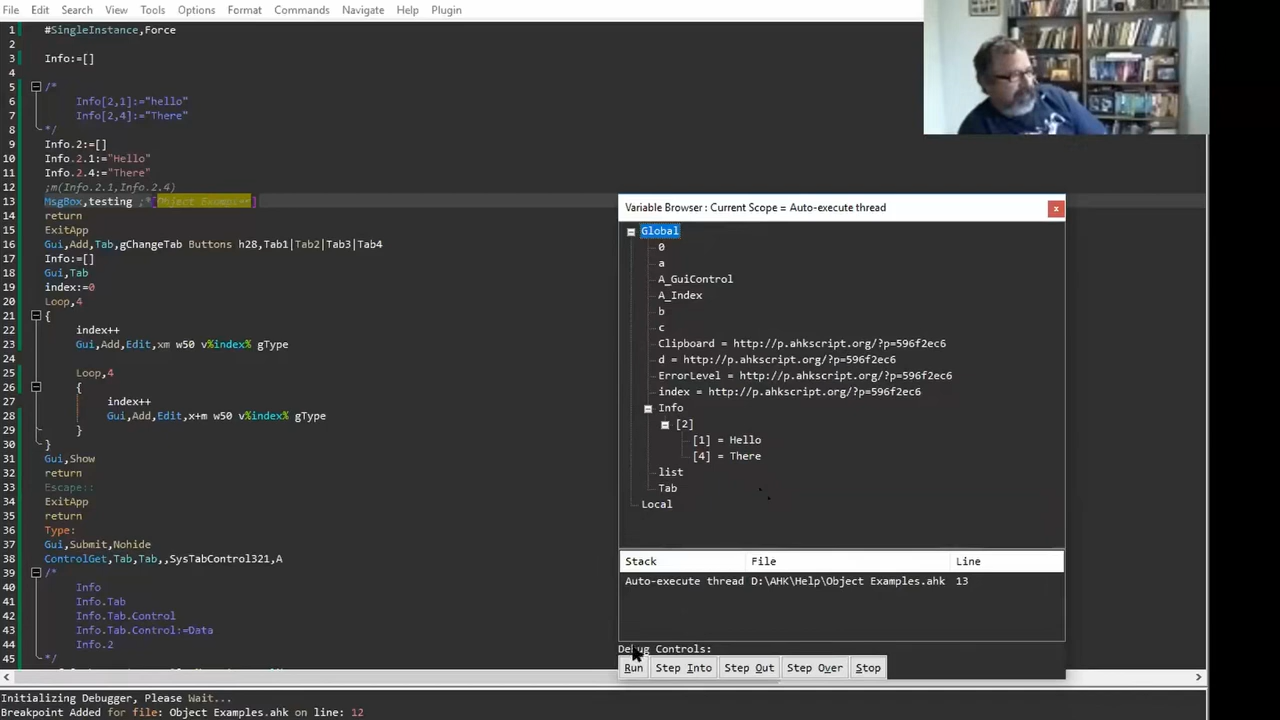 File Edit Search View Tools Options Format Commands Navigate Help Plugin
1 #SingleInstance,Force
2
3 Info:=[]
4
5 /*
6 Info[2,1]:="hello"
7 Info[2,4]:="There"
8 */
9 Info.2:=[]
10 Info.2.1:="Hello"
11 Info.2.4:="There"
12 ;m(Info.2.1,Info.2.4)
13 MsgBox,testing ;*[Object Examples]
14 return
15 ExitApp
16 Gui,Add,Tab,gChangeTab Buttons h28,Tab1|Tab2|Tab3|Tab4
17 Info:=[]
18 Gui,Tab
19 index:=0
20 Loop,4
21 {
22 index++
23 Gui,Add,Edit,xm w50 v%index% gType
24
25 Loop,4
26 {
27 index++
28 Gui,Add,Edit,x+m w50 v%index% gType
29 }
30 }
31 Gui,Show
32 return
33 Escape::
34 ExitApp
35 return
36 Type:
37 Gui,Submit,Nohide
38 ControlGet,Tab,Tab,,SysTabControl321,A
39 /*
40 Info
41 Info.Tab
42 Info.Tab.Control
43 Info.Tab.Control:=Data
44 Info.2
45 */
Variable Browser : Current Scope = Auto-execute thread x
Global
0
a
A_GuiControl
A_Index
b
c
Clipboard = http://p.ahkscript.org/?p=596f2ec6
d = http://p.ahkscript.org/?p=596f2ec6
ErrorLevel = http://p.ahkscript.org/?p=596f2ec6
index = http://p.ahkscript.org/?p=596f2ec6
Info
[2]
[1] = Hello
[4] = There
list
Tab
Local
Stack File Line
Auto-execute thread D:\AHK\Help\Object Examples.ahk 13
Debug Controls:
Run Step Into Step Out Step Over Stop
Initializing Debugger, Please Wait...
Breakpoint Added for file: Object Examples.ahk on line: 12